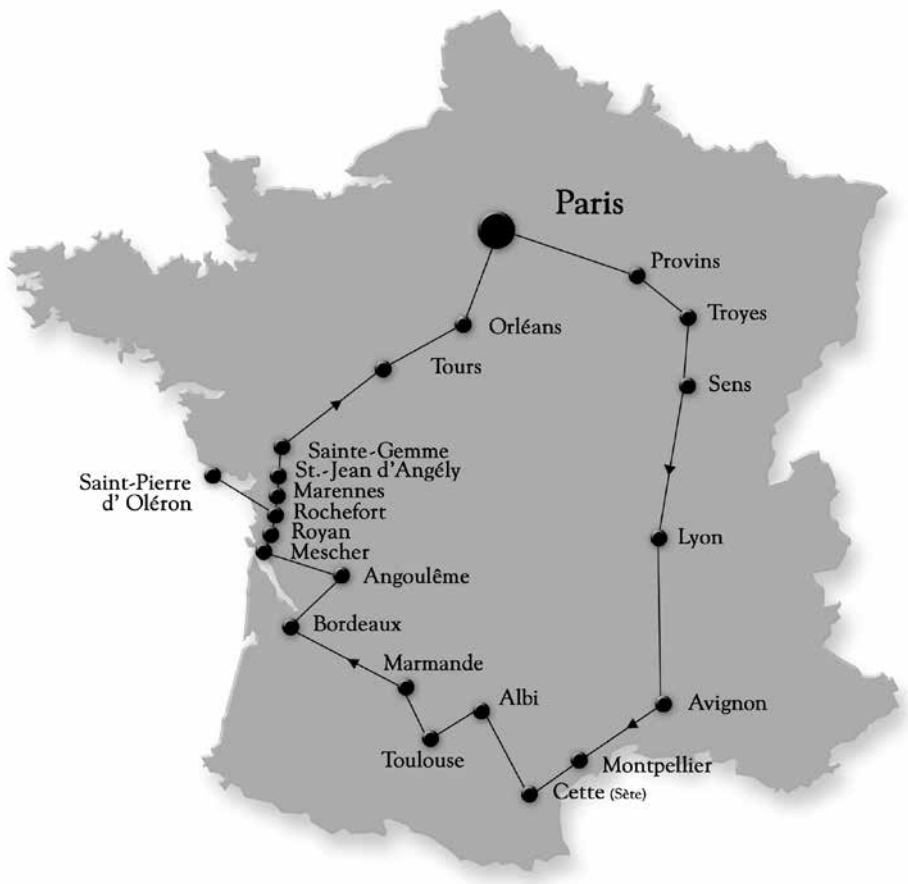 Paris
Provins
Troyes
Orléans
Tours
Sens
Sainte-Gemme
St.-Jean d'Angély
Saint-Pierre
d' Oléron
Marennes
Rochefort
Royan
Mescher
Lyon
Angoulême
Bordeaux
Marmande
Albi
Avignon
Toulouse
Montpellier
Cette (Sète)